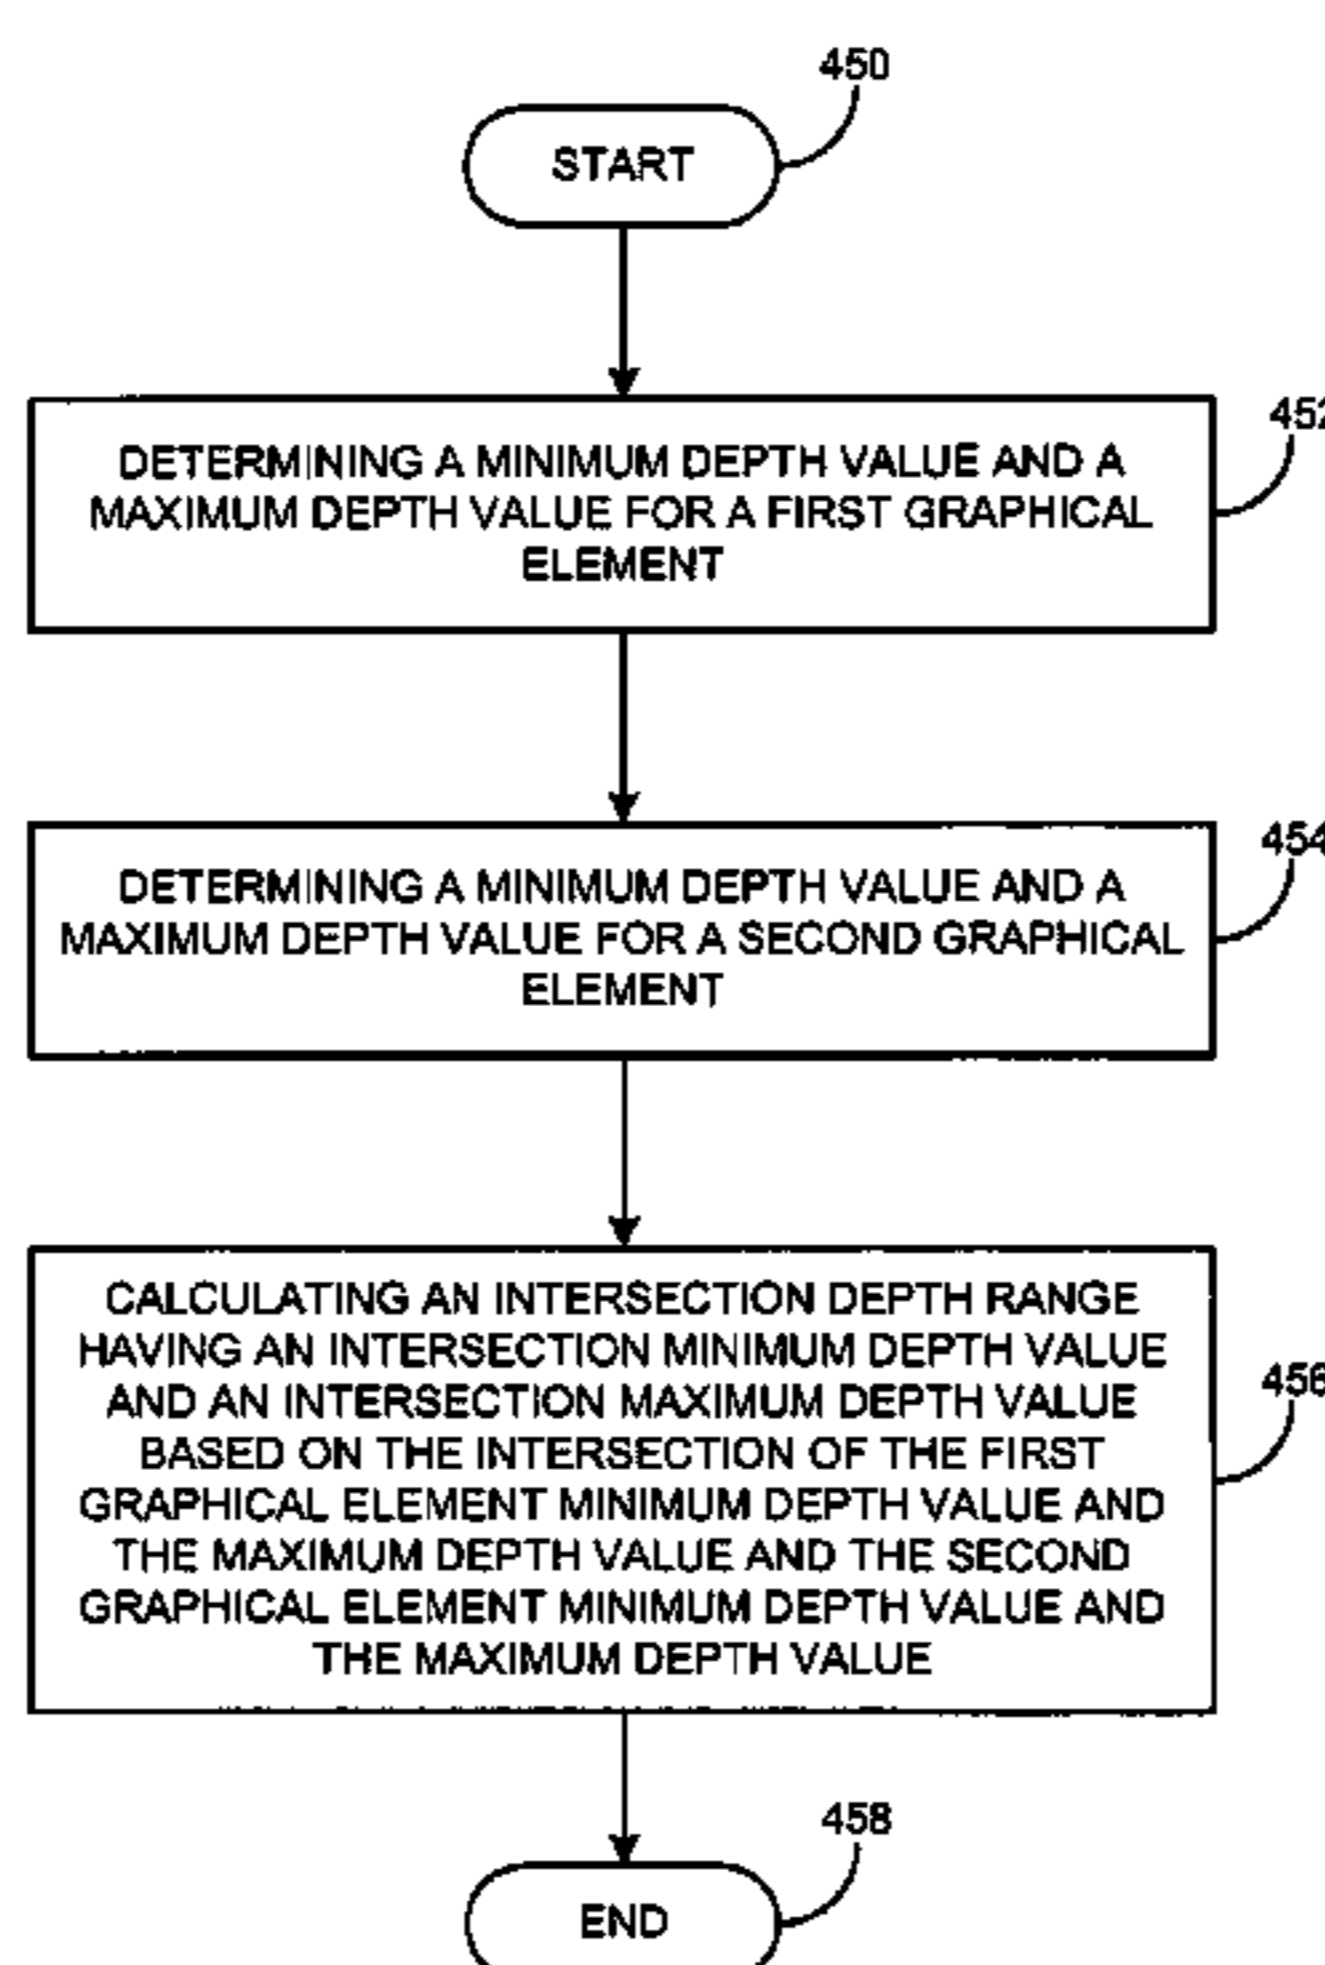 450
START
452
DETERMINING A MINIMUM DEPTH VALUE AND A
MAXIMUM DEPTH VALUE FOR A FIRST GRAPHICAL
ELEMENT
454
DETERMINING A MINIMUM DEPTH VALUE AND A
MAXIMUM DEPTH VALUE FOR A SECOND GRAPHICAL
ELEMENT
CALCULATING AN INTERSECTION DEPTH RANGE
HAVING AN INTERSECTION MINIMUM DEPTH VALUE
AND AN INTERSECTION MAXIMUM DEPTH VALUE
456
BASED ON THE INTERSECTION OF THE FIRST
GRAPHICAL ELEMENT MINIMUM DEPTH VALUE AND
THE MAXIMUM DEPTH VALUE AND THE SECOND
GRAPHICAL ELEMENT MINIMUM DEPTH VALUE AND
THE MAXIMUM DEPTH VALUE
458
END